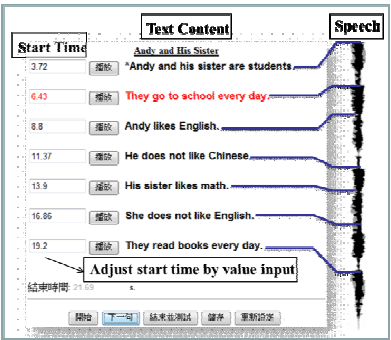 Text Content
Speech
Start Time
Andy and His Sister
3.72 播放 *Andy and his sister are students.
6.43 播放 They go to school every day.
8.8 播放 Andy likes English.
11.37 播放 He does not like Chinese.
13.9 播放 His sister likes math.
16.86 播放 She does not like English.
19.2 播放 They read books every day.
Adjust start time by value input
結束時間: 21.69 s.
開始 下一句 結束並測試 儲存 重新設定